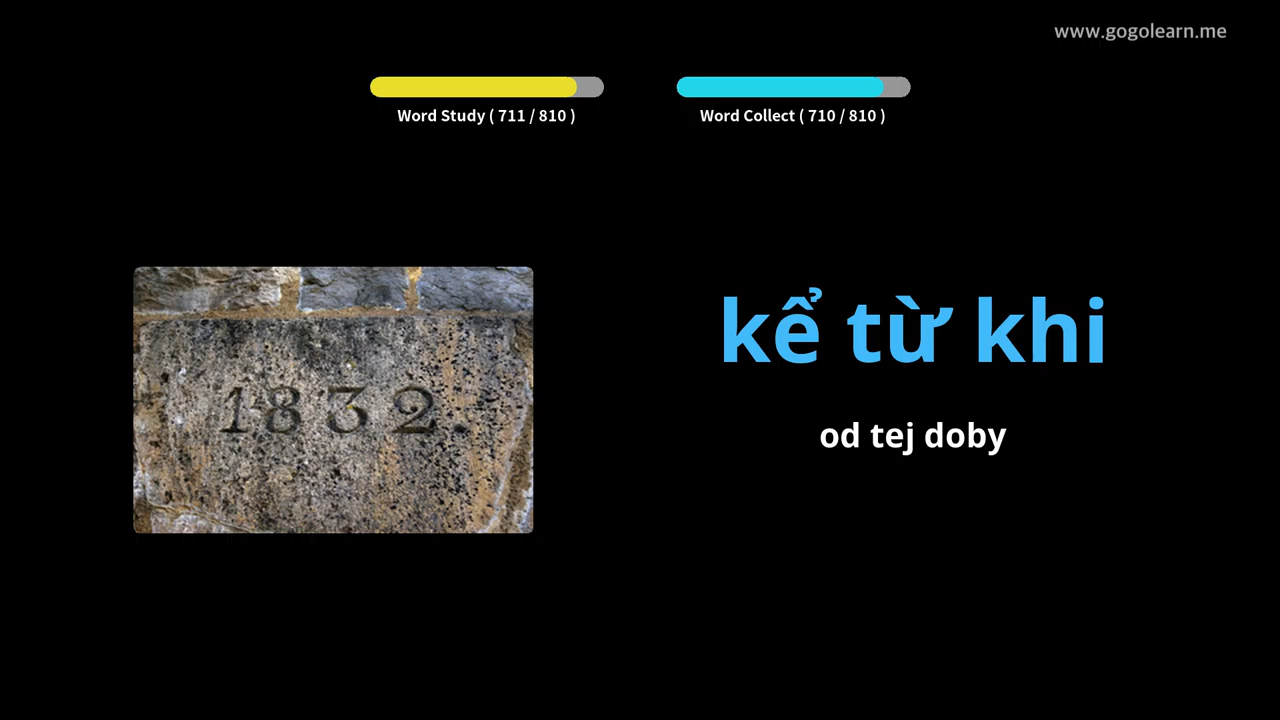 www.gogolearn.me
Word Study ( 711 / 810 )
Word Collect ( 710 / 810 )
1832
kể từ khi
od tej doby